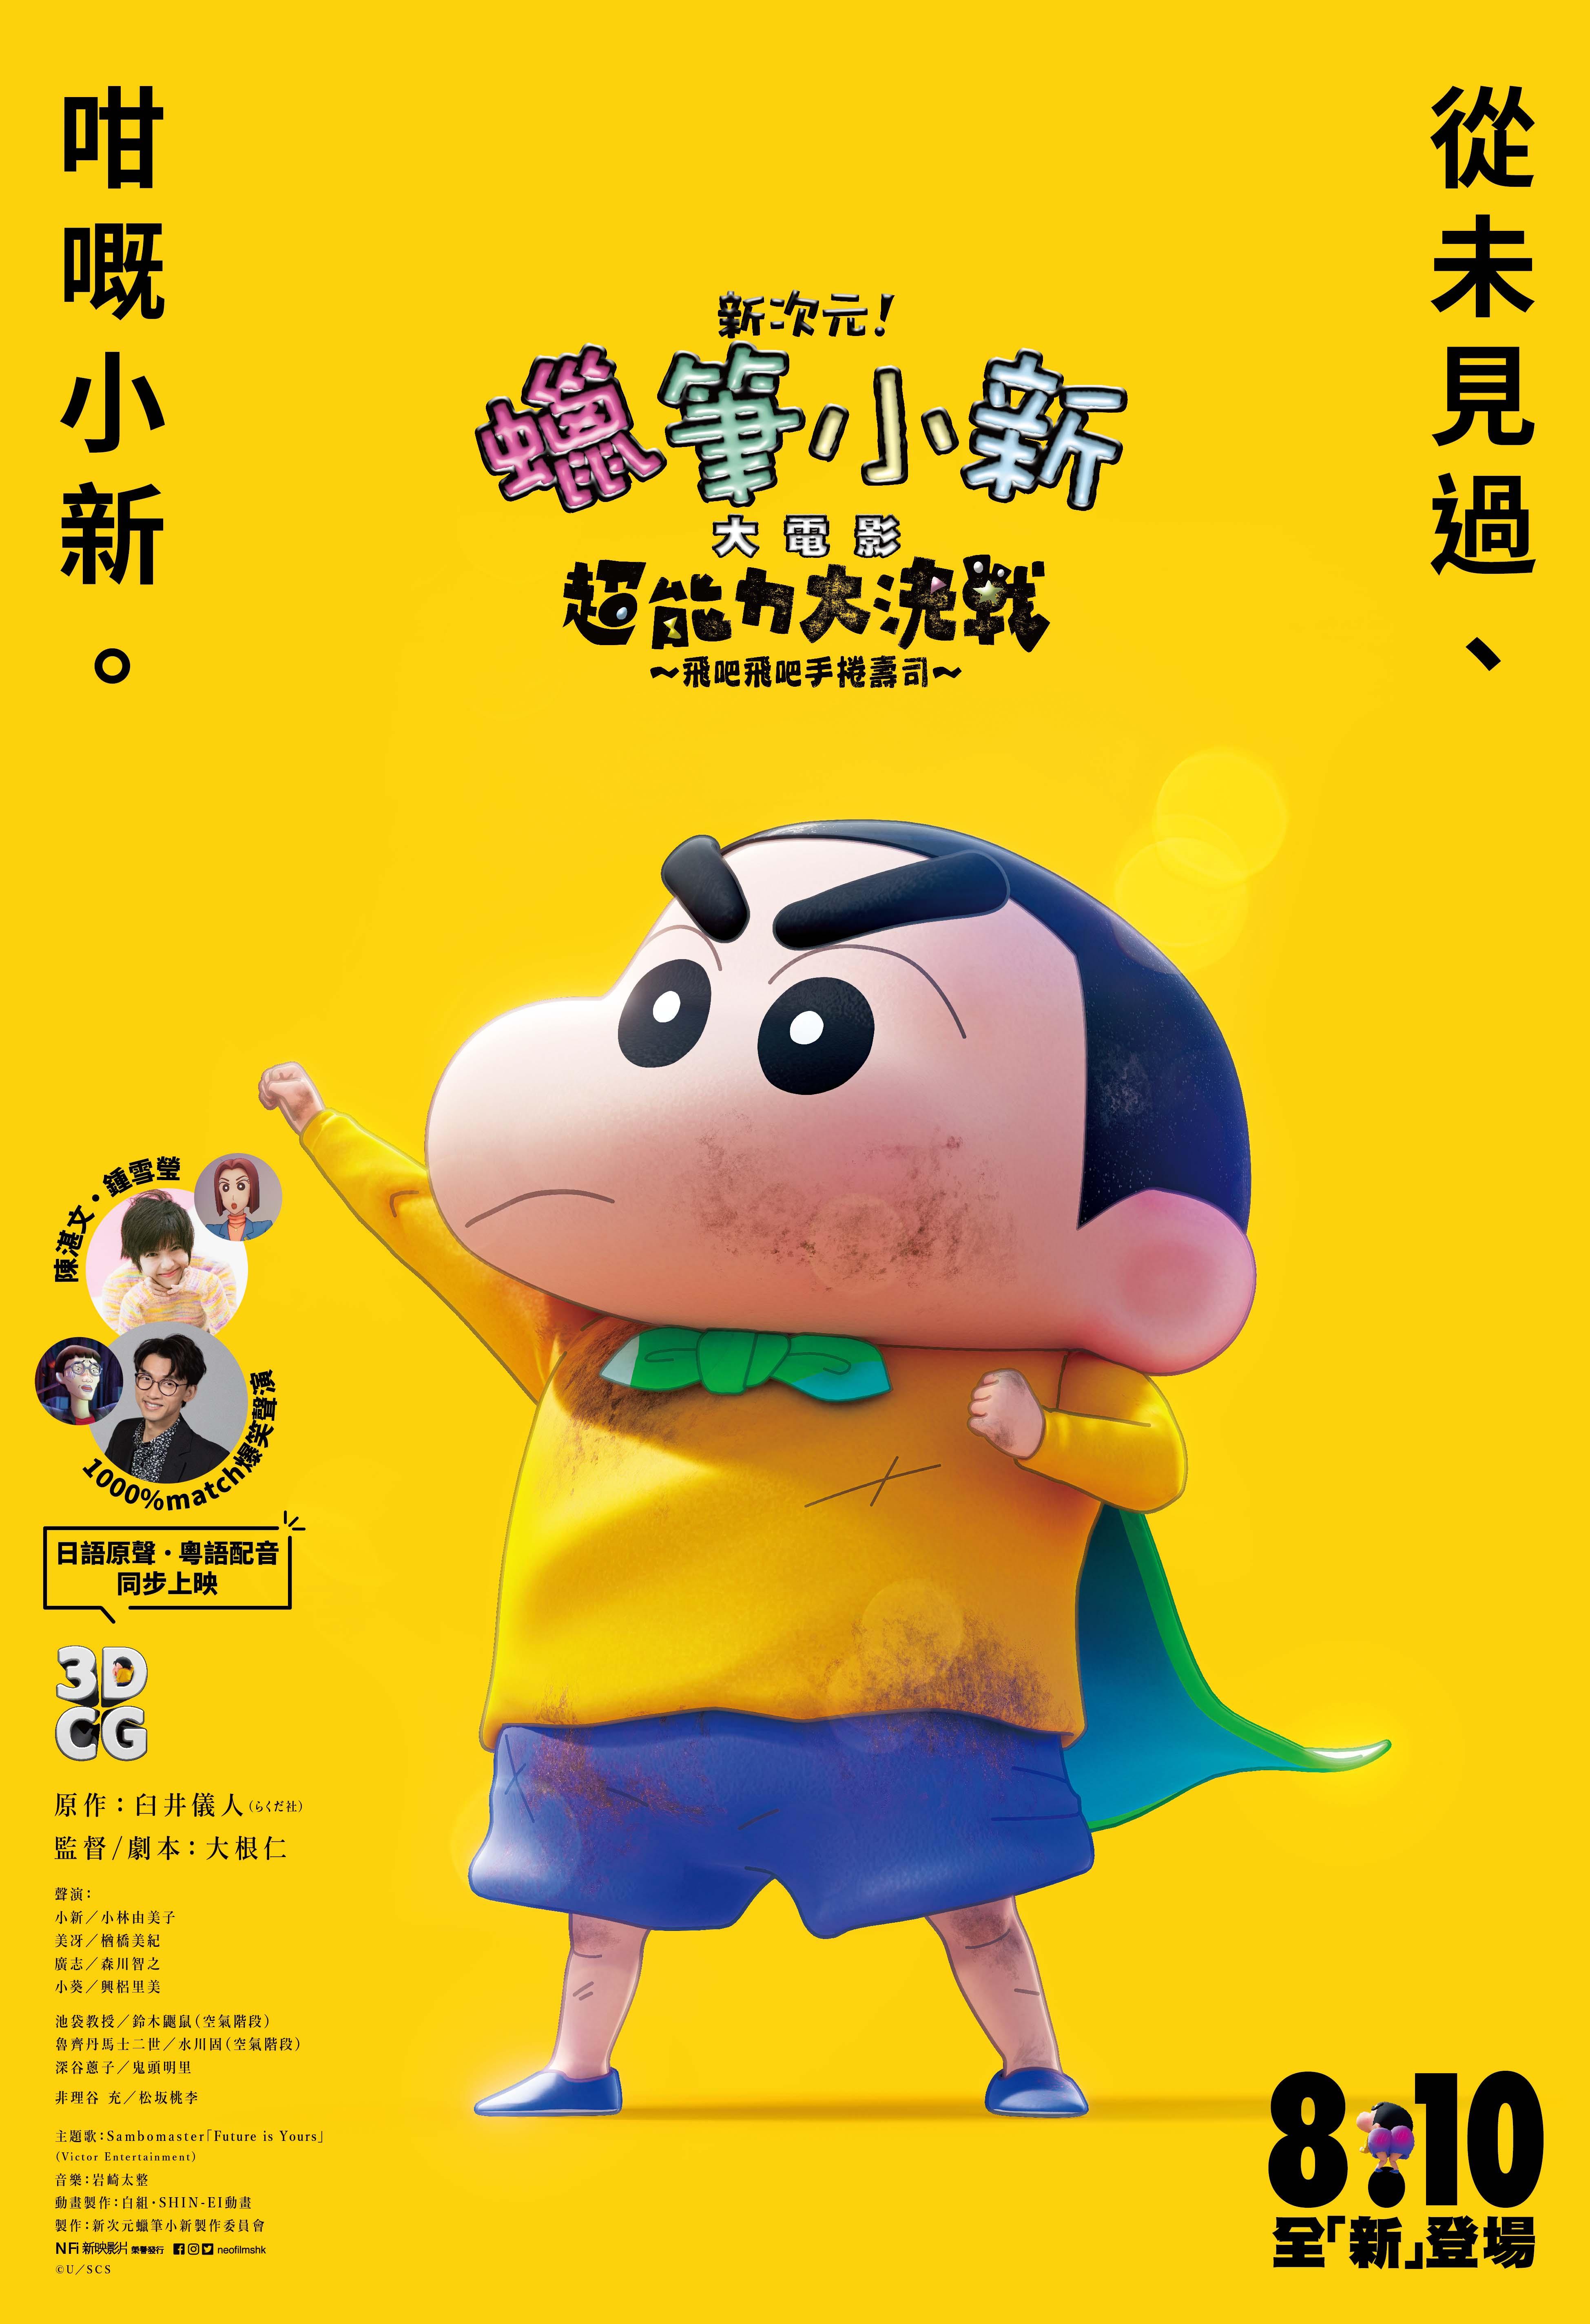 從未見過、
咁嘅小新。
新次元！
蠟筆小新
大電影
超能力大決戰
～飛吧飛吧手捲壽司～
陳湛文・鍾雪瑩
1000%match爆笑聲演
日語原聲・粵語配音
同步上映
3D
CG
原作：臼井儀人（らくだ社）
監督/劇本：大根仁
聲演：
小新／小林由美子
美冴／楢橋美紀
廣志／森川智之
小葵／興梠里美
池袋教授／鈴木鼴鼠（空氣階段）
魯齊丹馬士二世／水川固（空氣階段）
深谷蔥子／鬼頭明里
非理谷 充／松坂桃李
主題歌：Sambomaster「Future is Yours」
（Victor Entertainment）
音樂：岩崎太整
動畫製作：白組・SHIN-EI動畫
製作：新次元蠟筆小新製作委員會
NFi 新映影片 榮譽發行 neofilmshk
©U／SCS
8.10
全「新」登場